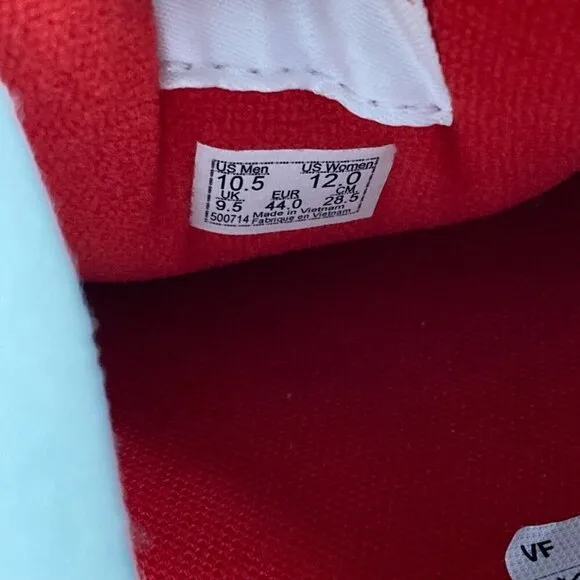 US Men US Women
10.5 12.0
UK. EUR CM.
9.5 44.0 28.5
500714 Made in Vietnam
Fabrique en Vietnam
VF